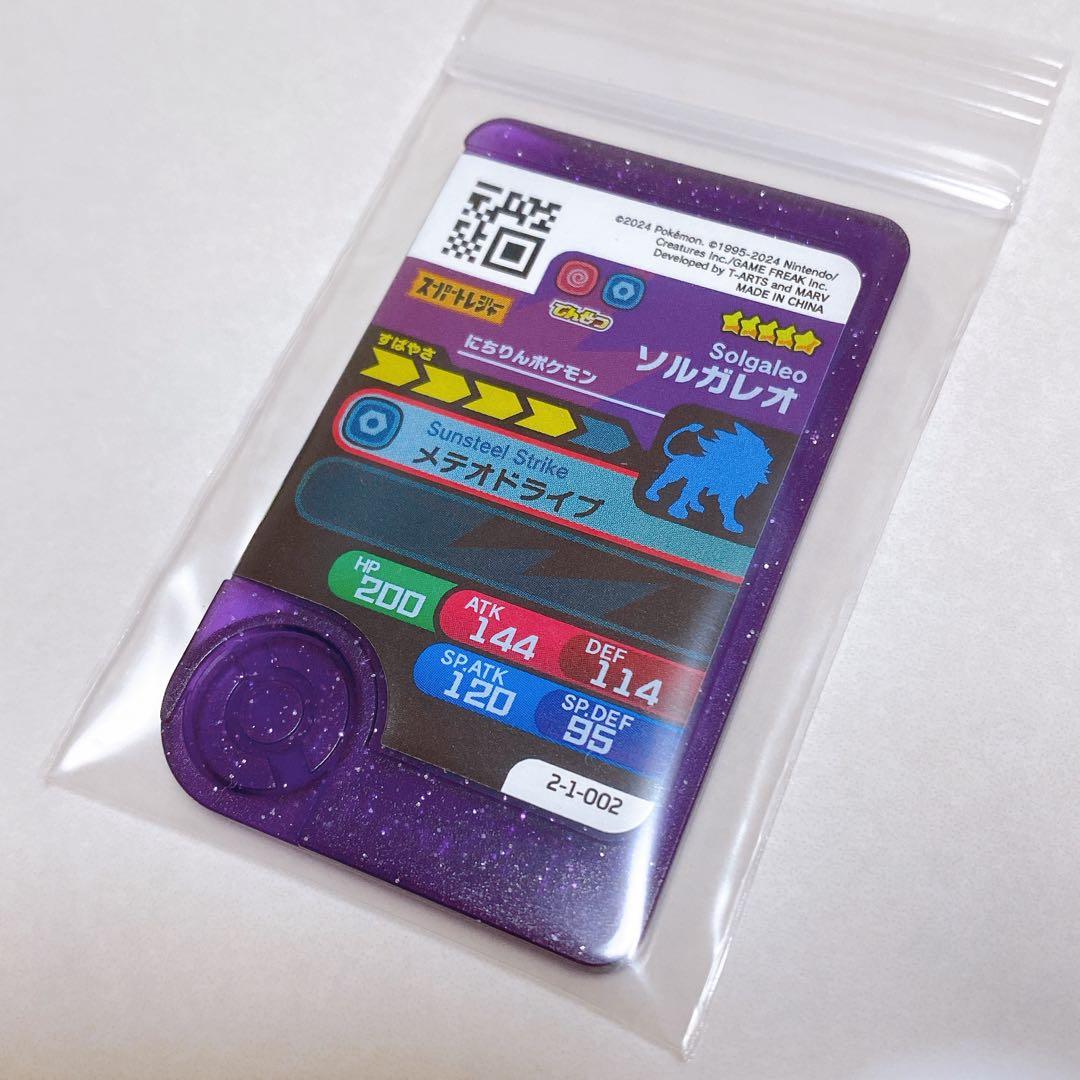 ©2024 Pokémon. ©1995-2024 Nintendo/
Creatures Inc./GAME FREAK inc.
Developed by T-ARTS and MARV
MADE IN CHINA
スーパートレジャー
でんせつ
Solgaleo
ソルガレオ
すばやさ
にちりんポケモン
Sunsteel Strike
メテオドライブ
HP
200
ATK
144
DEF
114
SP.ATK
120
SP.DEF
95
2-1-002